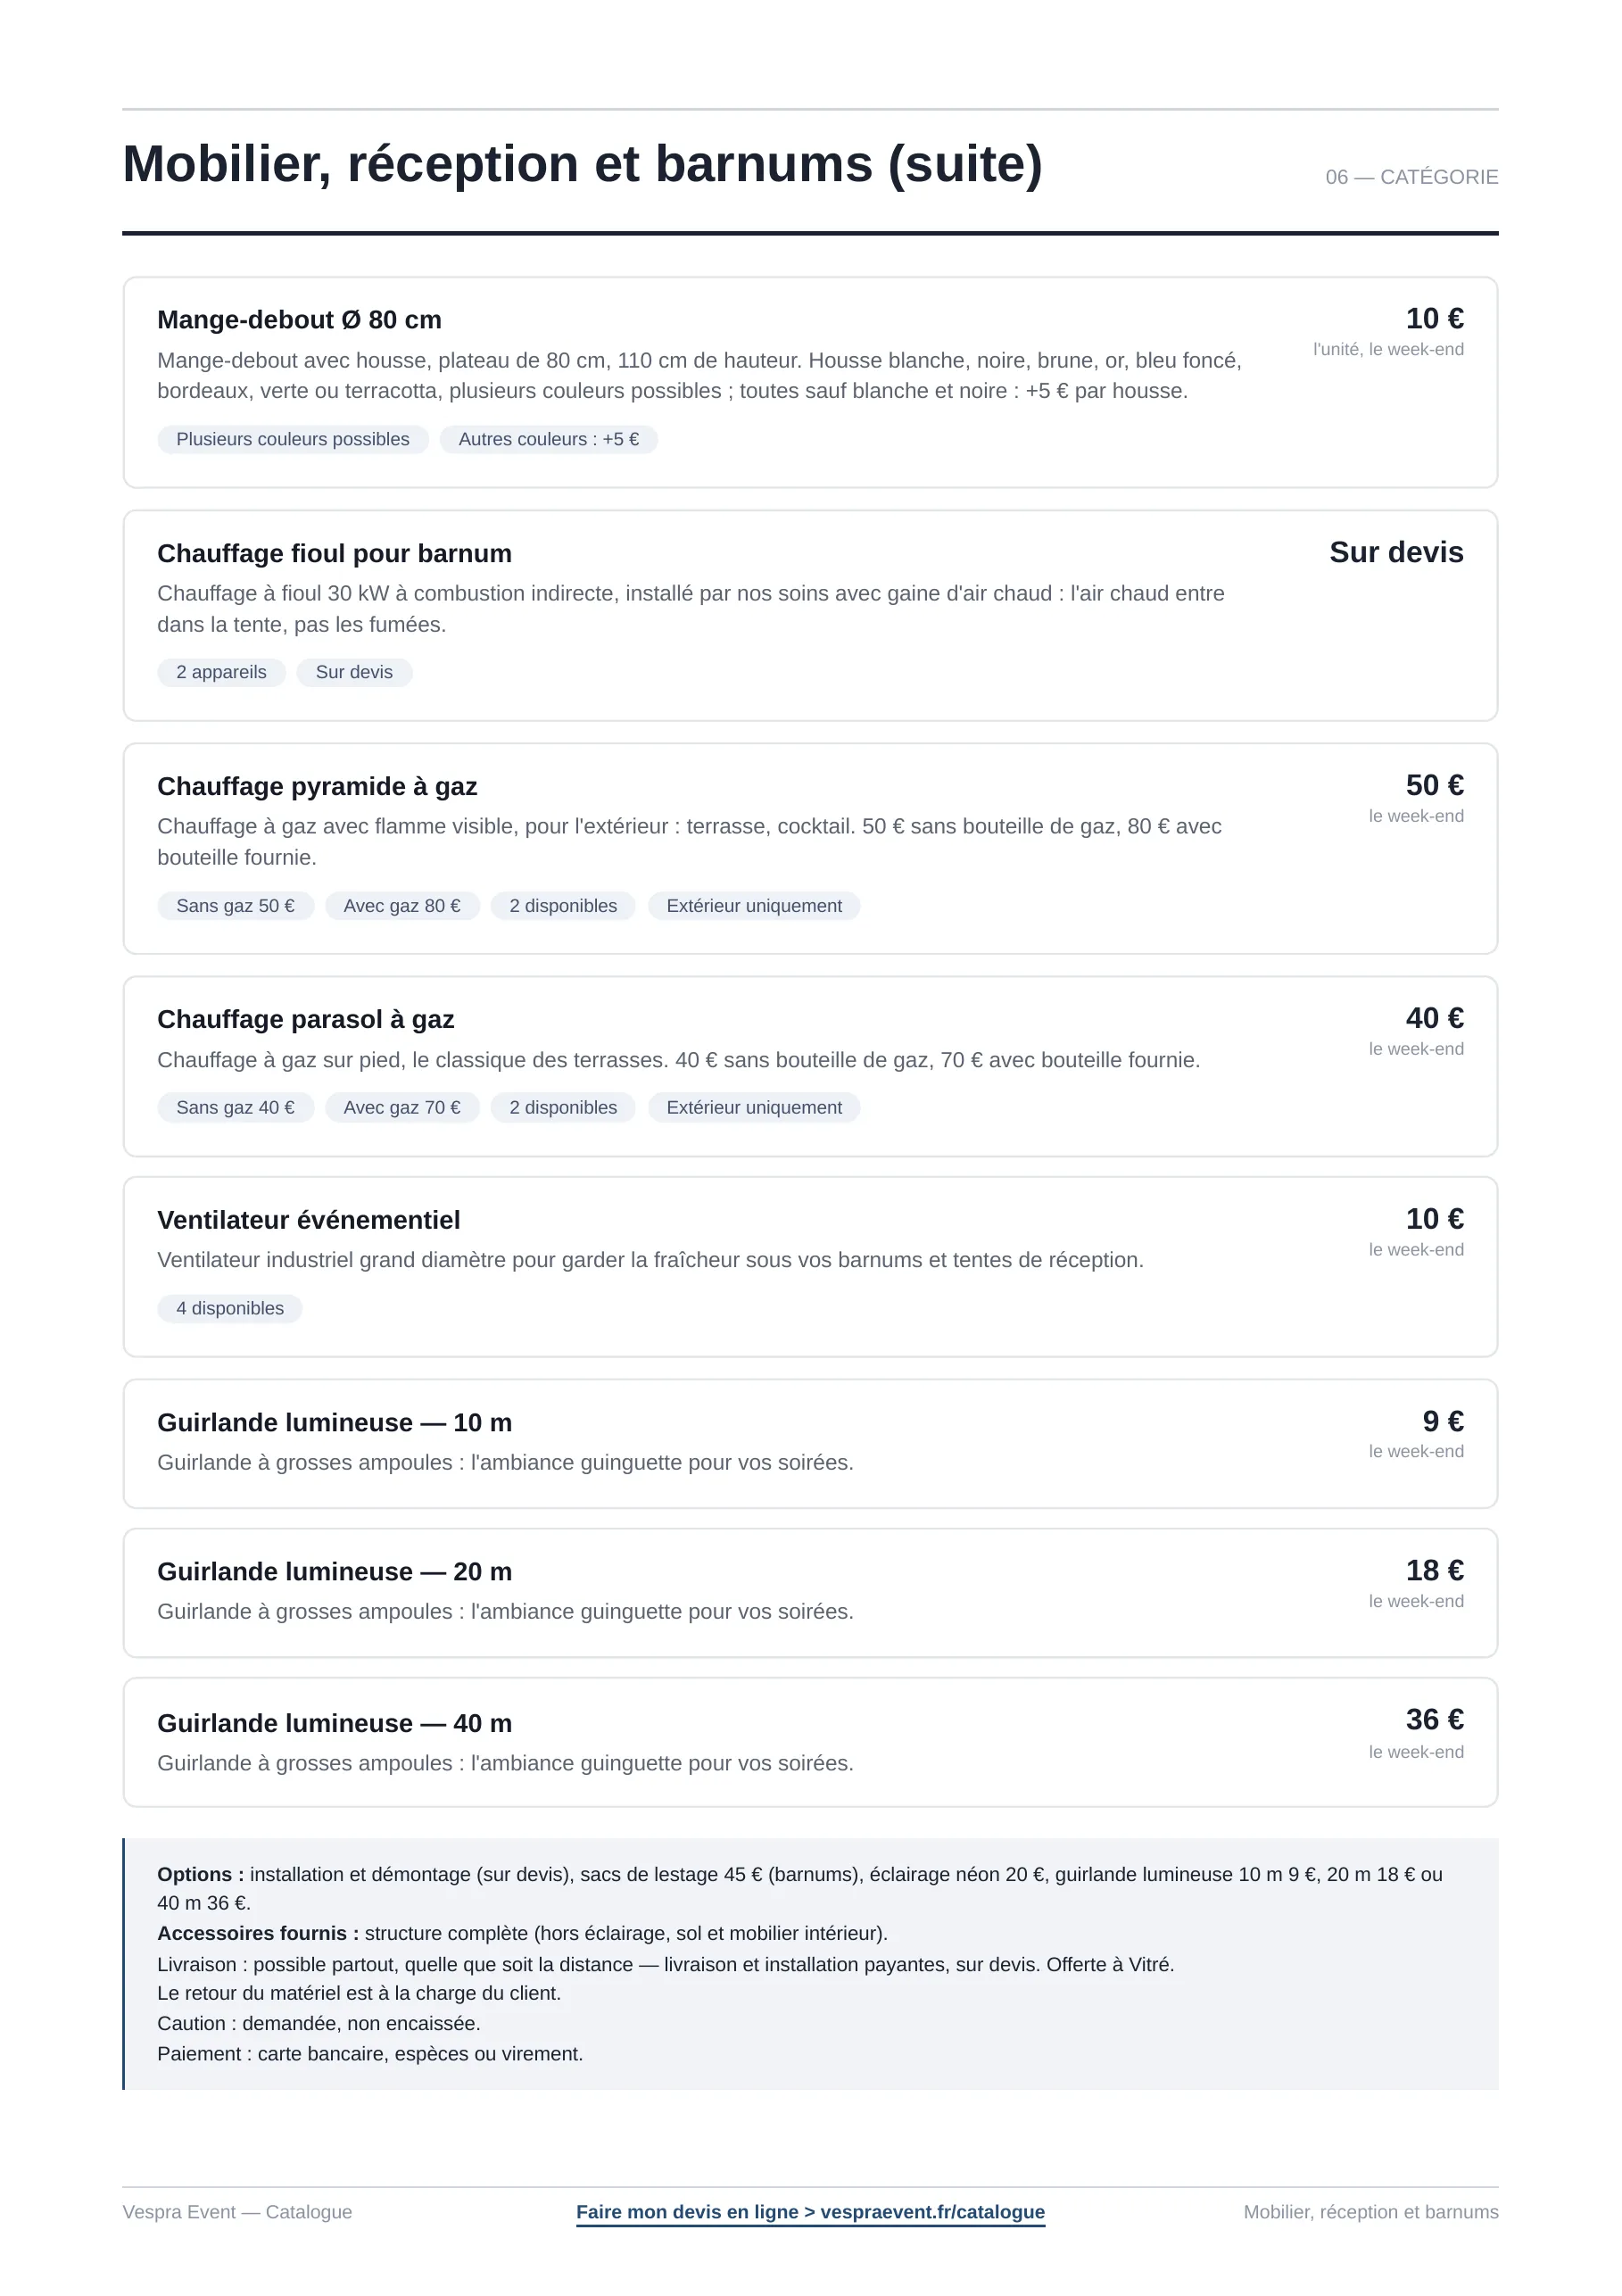 Mobilier, réception et barnums (suite)
06 — CATÉGORIE
Mange-debout Ø 80 cm
10 €
Mange-debout avec housse, plateau de 80 cm, 110 cm de hauteur. Housse blanche, noire, brune, or, bleu foncé,
l'unité, le week-end
bordeaux, verte ou terracotta, plusieurs couleurs possibles ; toutes sauf blanche et noire : +5 € par housse.
Plusieurs couleurs possibles
Autres couleurs : +5 €
Chauffage fioul pour barnum
Sur devis
Chauffage à fioul 30 kW à combustion indirecte, installé par nos soins avec gaine d'air chaud : l'air chaud entre
dans la tente, pas les fumées.
2 appareils
Sur devis
Chauffage pyramide à gaz
50 €
le week-end
Chauffage à gaz avec flamme visible, pour l'extérieur : terrasse, cocktail. 50 € sans bouteille de gaz, 80 € avec
bouteille fournie.
Sans gaz 50 €
Avec gaz 80 €
2 disponibles
Extérieur uniquement
Chauffage parasol à gaz
40 €
le week-end
Chauffage à gaz sur pied, le classique des terrasses. 40 € sans bouteille de gaz, 70 € avec bouteille fournie.
Sans gaz 40 €
Avec gaz 70 €
2 disponibles
Extérieur uniquement
Ventilateur événementiel
10 €
le week-end
Ventilateur industriel grand diamètre pour garder la fraîcheur sous vos barnums et tentes de réception.
4 disponibles
Guirlande lumineuse — 10 m
9 €
le week-end
Guirlande à grosses ampoules : l'ambiance guinguette pour vos soirées.
Guirlande lumineuse — 20 m
18 €
le week-end
Guirlande à grosses ampoules : l'ambiance guinguette pour vos soirées.
Guirlande lumineuse — 40 m
36 €
le week-end
Guirlande à grosses ampoules : l'ambiance guinguette pour vos soirées.
Options : installation et démontage (sur devis), sacs de lestage 45 € (barnums), éclairage néon 20 €, guirlande lumineuse 10 m 9 €, 20 m 18 € ou
40 m 36 €.
Accessoires fournis : structure complète (hors éclairage, sol et mobilier intérieur).
Livraison : possible partout, quelle que soit la distance — livraison et installation payantes, sur devis. Offerte à Vitré.
Le retour du matériel est à la charge du client.
Caution : demandée, non encaissée.
Paiement : carte bancaire, espèces ou virement.
Vespra Event — Catalogue
Faire mon devis en ligne > vespraevent.fr/catalogue
Mobilier, réception et barnums